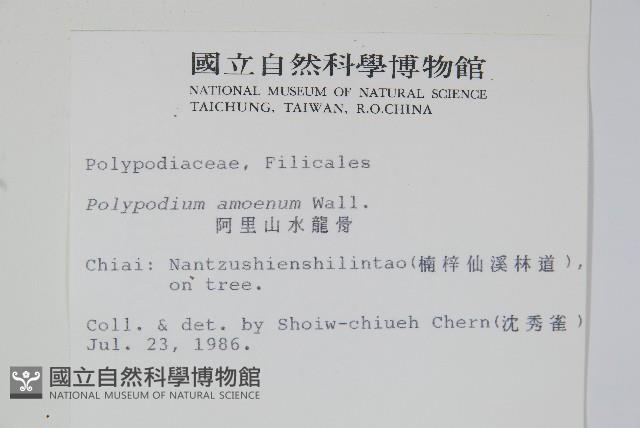 國立自然科學博物館
NATIONAL MUSEUM OF NATURAL SCIENCE
TAICHUNG, TAIWAN, R.O.CHINA
Polypodiaceae, Filicales
Polypodium amoenum Wall.
阿里山水龍骨
Chiai: Nantzushienshilintao(楠梓仙溪林道),
on tree.
Coll. & det. by Shoiw-chiueh Chern(沈秀雀)
Jul. 23, 1986.
國立自然科學博物館
NATIONAL MUSEUM OF NATURAL SCIENCE